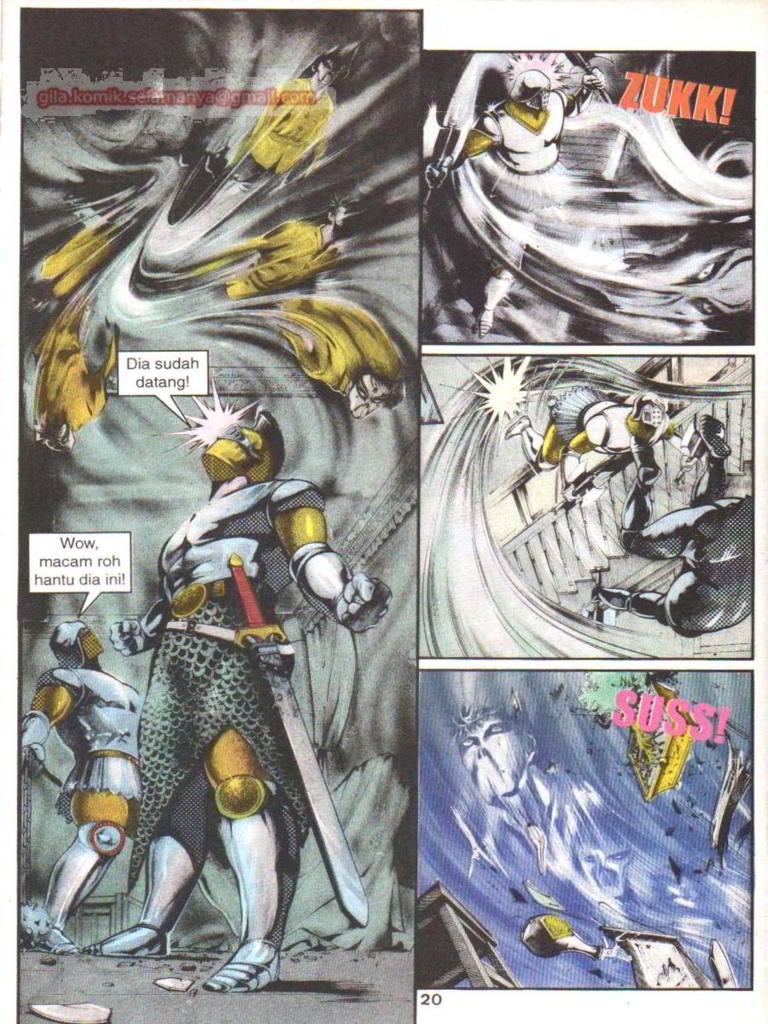 gila.komik.selamanya@gmail.com
Dia sudah
datang!
Wow,
macam roh
hantu dia ini!
ZUKK!
SUSS!
20